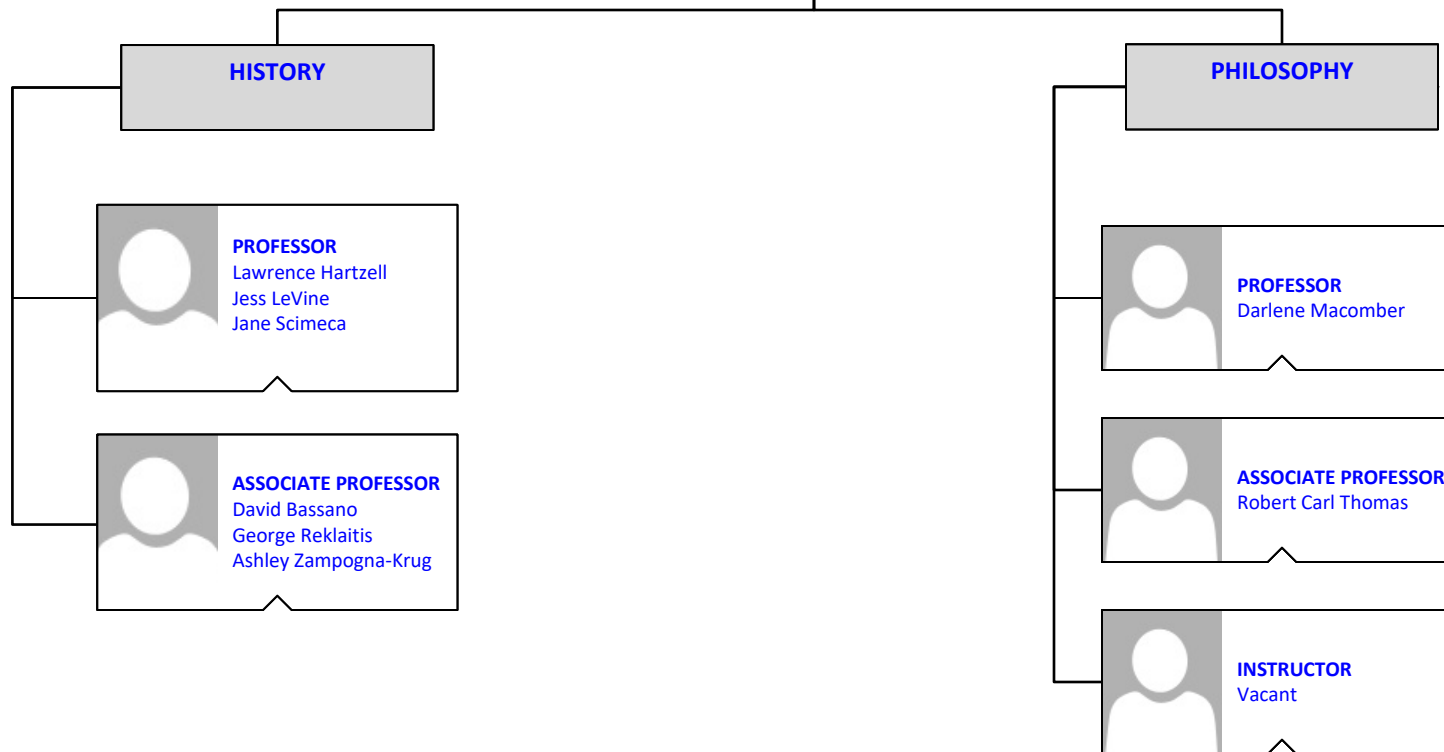 HISTORY
PROFESSOR
Lawrence Hartzell
Jess LeVine
Jane Scimeca
ASSOCIATE PROFESSOR
David Bassano
George Reklaitis
Ashley Zampogna-Krug
PHILOSOPHY
PROFESSOR
Darlene Macomber
ASSOCIATE PROFESSOR
Robert Carl Thomas
INSTRUCTOR
Vacant